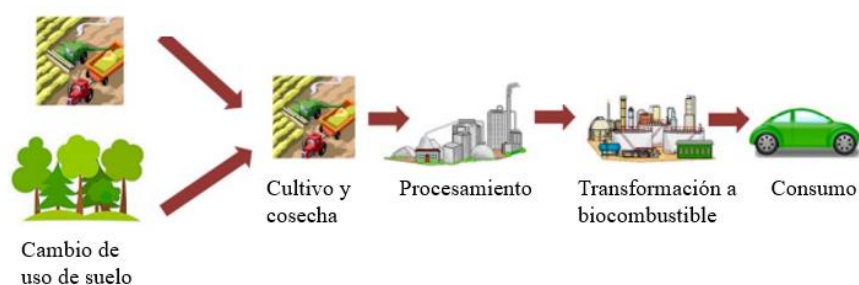 Cultivo y
cosecha
Procesamiento
Transformación a
biocombustible
Consumo
Cambio de
uso de suelo